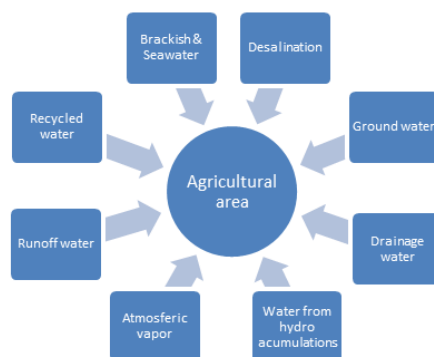 Brackish &
Seawater
Desalination
Recycled
water
Ground water
Agricultural
area
Runoff water
Drainage
water
Atmosferic
vapor
Water from
hydro
acumulations